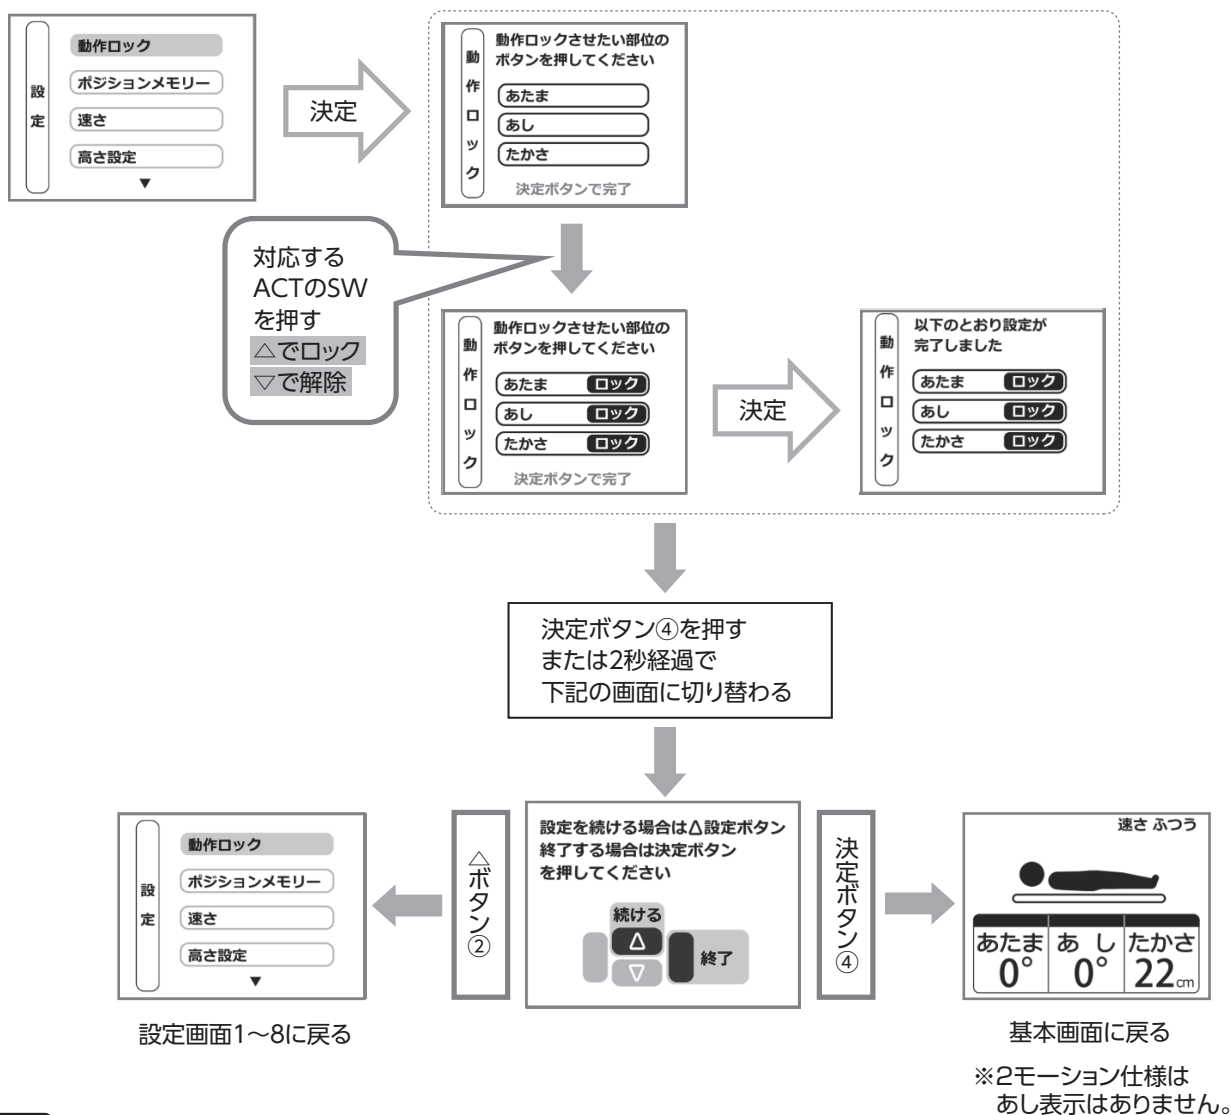 設定
動作ロック
ポジションメモリー
速さ
高さ設定
▼
決定
動作ロック
動作ロックさせたい部位の
ボタンを押してください
あたま
あし
たかさ
決定ボタンで完了
対応する
ACTのSW
を押す
△でロック
▽で解除
動作ロック
動作ロックさせたい部位の
ボタンを押してください
あたま ロック
あし ロック
たかさ ロック
決定ボタンで完了
決定
動作ロック
以下のとおり設定が
完了しました
あたま ロック
あし ロック
たかさ ロック
決定ボタン④を押す
または2秒経過で
下記の画面に切り替わる
設定
動作ロック
ポジションメモリー
速さ
高さ設定
▼
設定画面1〜8に戻る
△ボタン②
設定を続ける場合は△設定ボタン
終了する場合は決定ボタン
を押してください
続ける
△
▽
終了
決定ボタン④
速さ ふつう
あたま あ し たかさ
0° 0° 22cm
基本画面に戻る
※2モーション仕様は
あし表示はありません。